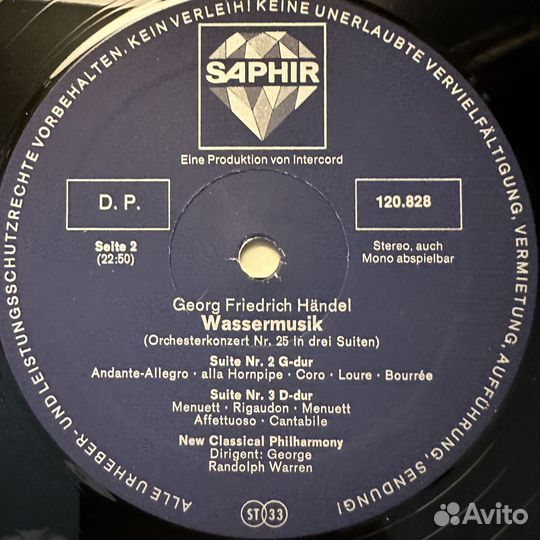 ALLE URHEBER- UND LEISTUNGSSCHUTZRECHTE VORBEHALTEN. KEIN VERLEIH! KEINE UNERLAUBTE VERVIELFÄLTIGUNG, VERMIETUNG, AUFFÜHRUNG, SENDUNG!
SAPHIR
Eine Produktion von Intercord
D. P.
120.828
Seite 2
(22:50)
Stereo, auch
Mono abspielbar
Georg Friedrich Händel
Wassermusik
(Orchesterkonzert Nr. 25 in drei Suiten)
Suite Nr. 2 G-dur
Andante-Allegro · alla Hornpipe · Coro · Loure · Bourrée
Suite Nr. 3 D-dur
Menuett · Rigaudon · Menuett
Affettuoso · Cantabile
New Classical Philharmony
Dirigent: George
Randolph Warren
ST 33
Avito